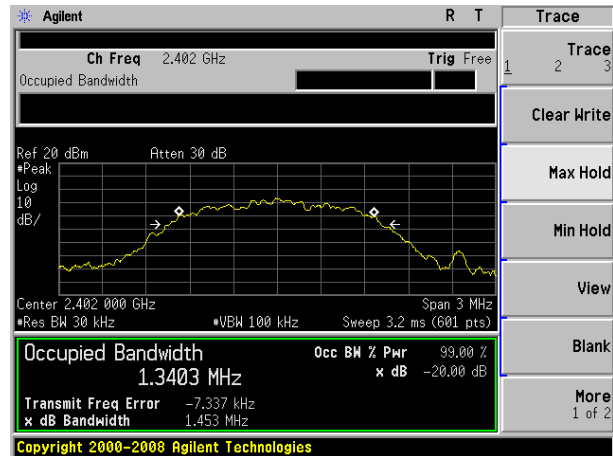 Agilent R T Trace
Ch Freq 2.402 GHz Trig Free
Occupied Bandwidth
Trace
1 2 3
Clear Write
Max Hold
Min Hold
View
Blank
More
1 of 2
Ref 20 dBm Atten 30 dB
#Peak
Log
10
dB/
Center 2.402 000 GHz Span 3 MHz
#Res BW 30 kHz #VBW 100 kHz Sweep 3.2 ms (601 pts)
Occupied Bandwidth Occ BW % Pwr 99.00 %
1.3403 MHz x dB -20.00 dB
Transmit Freq Error -7.337 kHz
x dB Bandwidth 1.453 MHz
Copyright 2000-2008 Agilent Technologies